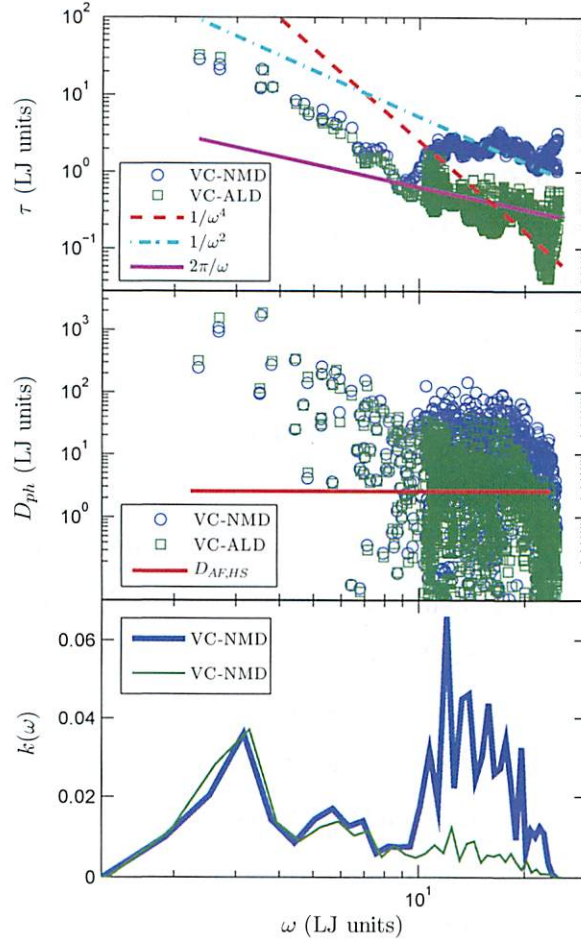 10²
10¹
10⁰
10⁻¹
τ (LJ units)
VC-NMD
VC-ALD
1/ω⁴
1/ω²
2π/ω
10³
10²
10¹
10⁰
D_ph (LJ units)
VC-NMD
VC-ALD
D_AF,HS
0.06
0.04
0.02
0
k(ω)
VC-NMD
VC-NMD
10¹
ω (LJ units)